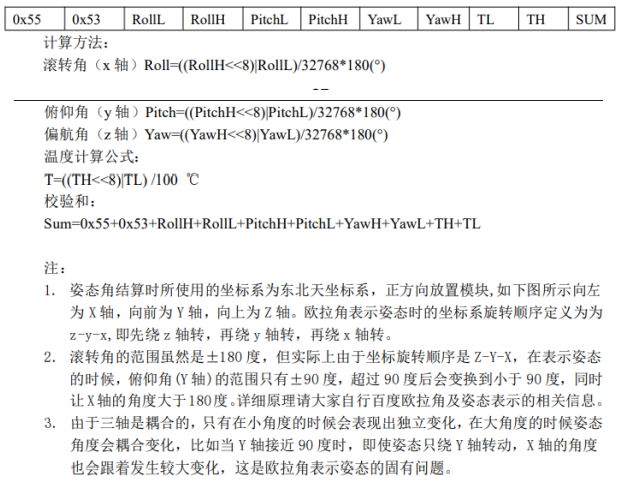 0x55 0x53 RollL RollH PitchL PitchH YawL YawH TL TH SUM
计算方法：
滚转角（x 轴）Roll=((RollH<<8)|RollL)/32768*180(°)
--
俯仰角（y 轴）Pitch=((PitchH<<8)|PitchL)/32768*180(°)
偏航角（z 轴）Yaw=((YawH<<8)|YawL)/32768*180(°)
温度计算公式：
T=((TH<<8)|TL) /100 ℃
校验和：
Sum=0x55+0x53+RollH+RollL+PitchH+PitchL+YawH+YawL+TH+TL
注：
1. 姿态角结算时所使用的坐标系为东北天坐标系，正方向放置模块,如下图所示向左
为 X 轴，向前为 Y 轴，向上为 Z 轴。欧拉角表示姿态时的坐标系旋转顺序定义为为
z-y-x,即先绕 z 轴转，再绕 y 轴转，再绕 x 轴转。
2. 滚转角的范围虽然是±180 度，但实际上由于坐标旋转顺序是 Z-Y-X，在表示姿态
的时候，俯仰角(Y 轴)的范围只有±90 度，超过 90 度后会变换到小于 90 度，同时
让 X 轴的角度大于 180 度。详细原理请大家自行百度欧拉角及姿态表示的相关信息。
3. 由于三轴是耦合的，只有在小角度的时候会表现出独立变化，在大角度的时候姿态
角度会耦合变化，比如当 Y 轴接近 90 度时，即使姿态只绕 Y 轴转动，X 轴的角度
也会跟着发生较大变化，这是欧拉角表示姿态的固有问题。